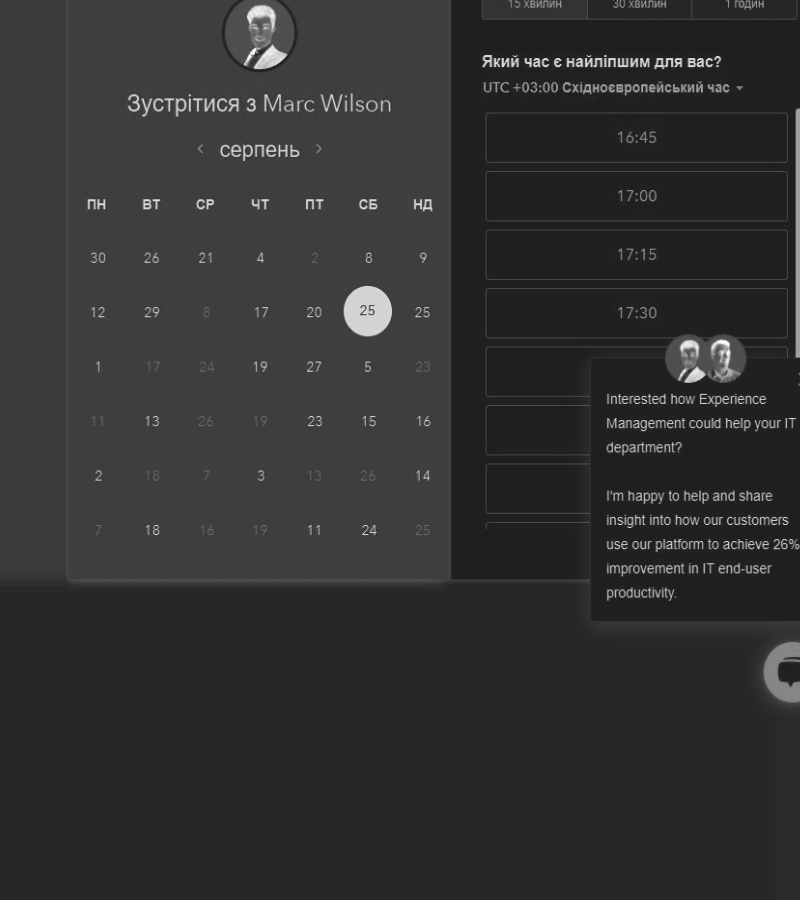 Зустрітися з Marc Wilson
‹ серпень ›
ПН ВТ СР ЧТ ПТ СБ НД
30 26 21 4 2 8 9
12 29 8 17 20 25 25
1 17 24 19 27 5 23
11 13 26 19 23 15 16
2 18 7 3 13 26 14
7 18 16 19 11 24 25
15 хвилин 30 хвилин 1 годин
Який час є найліпшим для вас?
UTC +03:00 Східноєвропейський час
16:45
17:00
17:15
17:30
Interested how Experience
Management could help your IT
department?
I'm happy to help and share
insight into how our customers
use our platform to achieve 26%
improvement in IT end-user
productivity.